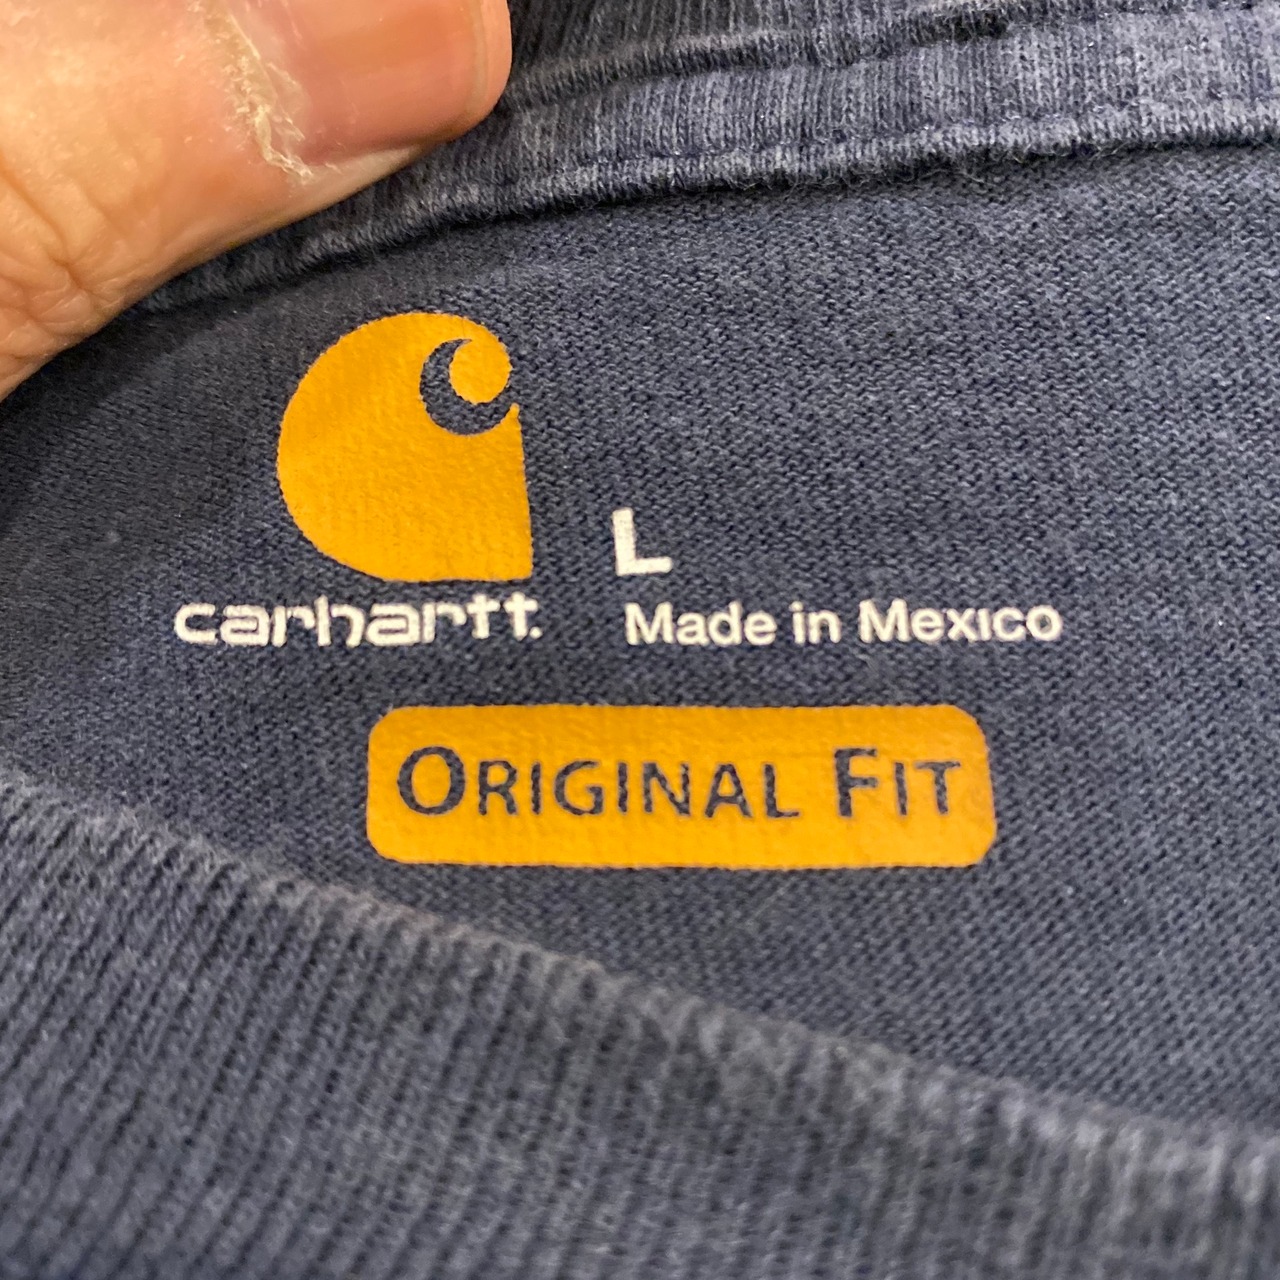 L
carhartt.
Made in Mexico
ORIGINAL FIT